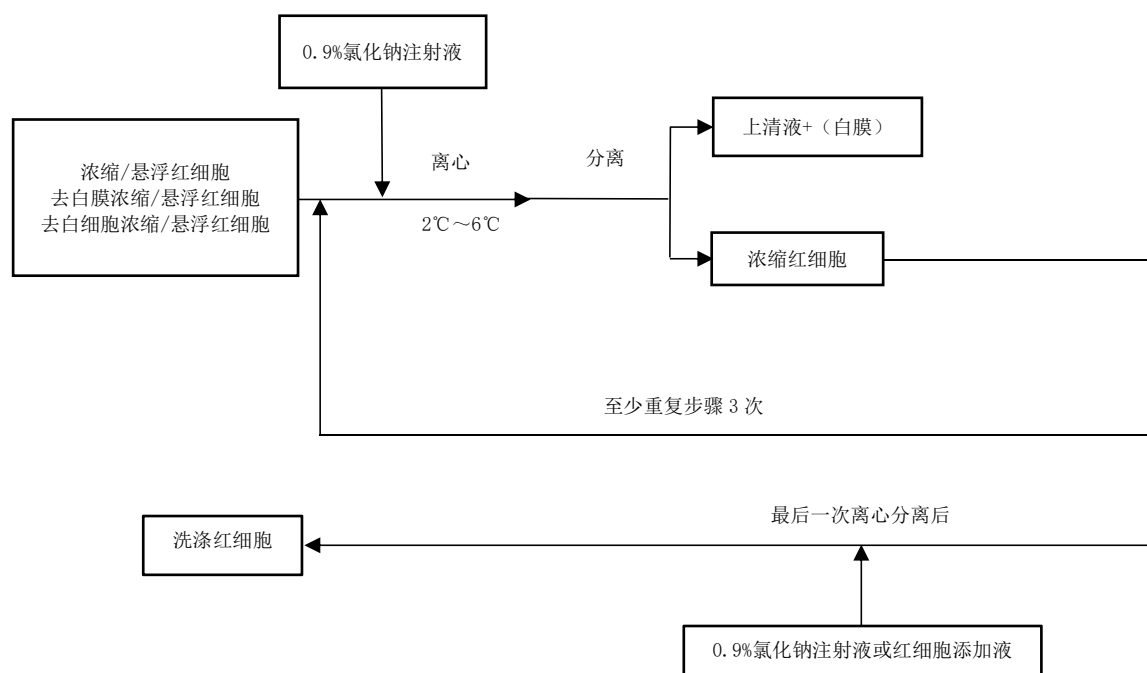 0.9%氯化钠注射液
上清液+（白膜）
浓缩/悬浮红细胞
去白膜浓缩/悬浮红细胞
去白细胞浓缩/悬浮红细胞
离心
分离
2℃～6℃
浓缩红细胞
至少重复步骤 3 次
最后一次离心分离后
洗涤红细胞
0.9%氯化钠注射液或红细胞添加液